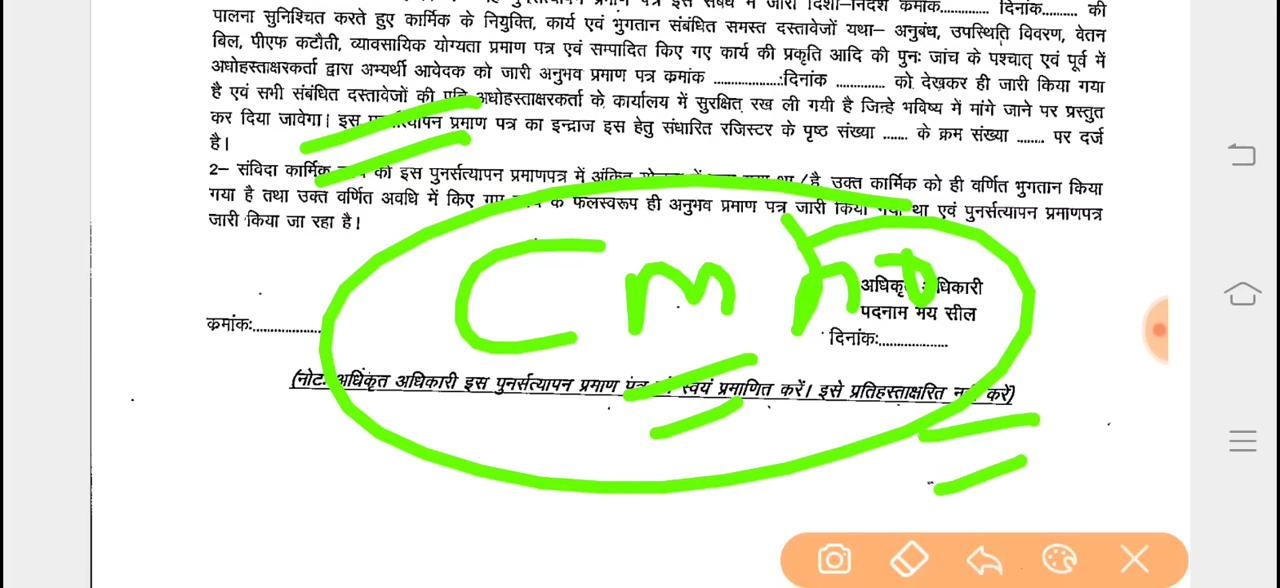 जारी दिशा–निर्देश क्रमांक............. दिनांक.......... की
पालना सुनिश्चित करते हुए कार्मिक के नियुक्ति, कार्य एवं भुगतान संबंधित समस्त दस्तावेजों यथा– अनुबंध, उपस्थिति विवरण, वेतन
बिल, पीएफ कटौती, व्यावसायिक योग्यता प्रमाण पत्र एवं सम्पादित किए गए कार्य की प्रकृति आदि की पुनः जांच के पश्चात् एवं पूर्व में
अधोहस्ताक्षरकर्ता द्वारा अभ्यर्थी आवेदक को जारी अनुभव प्रमाण पत्र क्रमांक ...................:दिनांक .............. को देखकर ही जारी किया गया
है एवं सभी संबंधित दस्तावेजों की अधोहस्ताक्षरकर्ता के कार्यालय में सुरक्षित रख ली गयी है जिन्हे भविष्य में मांगे जाने पर प्रस्तुत
कर दिया जावेगा। इस प्रमाण पत्र का इन्द्राज इस हेतु संधारित रजिस्टर के पृष्ठ संख्या ....... के क्रम संख्या ........ पर दर्ज
है।
2– संविदा कार्मिक को इस पुनर्सत्यापन प्रमाणपत्र में अंकित है, उक्त कार्मिक को ही वर्णित भुगतान किया
गया है तथा उक्त वर्णित अवधि में किए गए के फलस्वरूप ही अनुभव प्रमाण पत्र जारी किया गया था एवं पुनर्सत्यापन प्रमाणपत्र
जारी किया जा रहा है।
Cmho
अधिकृत अधिकारी
पदनाम मय सील
क्रमांकः..................
दिनांकः...................
(नोट अधिकृत अधिकारी इस पुनर्सत्यापन प्रमाण पत्र स्वयं प्रमाणित करें। इसे प्रतिहस्ताक्षरित नहीं करें)